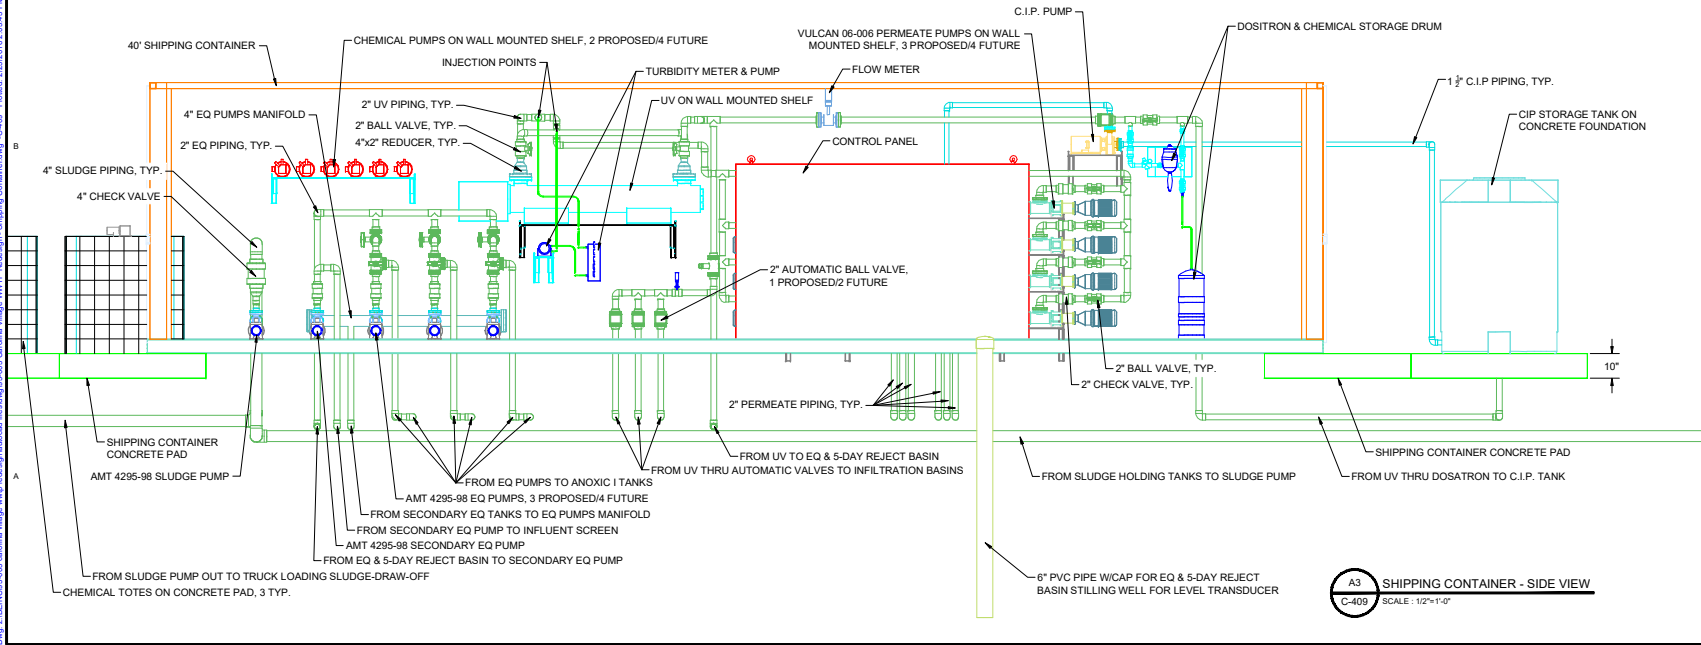 C.I.P. PUMP
DOSITRON & CHEMICAL STORAGE DRUM
VULCAN 06-006 PERMEATE PUMPS ON WALL
MOUNTED SHELF, 3 PROPOSED/4 FUTURE
40' SHIPPING CONTAINER
CHEMICAL PUMPS ON WALL MOUNTED SHELF, 2 PROPOSED/4 FUTURE
INJECTION POINTS
TURBIDITY METER & PUMP
FLOW METER
1 ½" C.I.P PIPING, TYP.
2" UV PIPING, TYP.
UV ON WALL MOUNTED SHELF
4" EQ PUMPS MANIFOLD
2" BALL VALVE, TYP.
CIP STORAGE TANK ON
CONCRETE FOUNDATION
B
2" EQ PIPING, TYP.
4"x2" REDUCER, TYP.
CONTROL PANEL
4" SLUDGE PIPING, TYP.
4" CHECK VALVE
2" AUTOMATIC BALL VALVE,
1 PROPOSED/2 FUTURE
10"
2" BALL VALVE, TYP.
2" CHECK VALVE, TYP.
2" PERMEATE PIPING, TYP.
SHIPPING CONTAINER
CONCRETE PAD
FROM UV TO EQ & 5-DAY REJECT BASIN
SHIPPING CONTAINER CONCRETE PAD
A
AMT 4295-98 SLUDGE PUMP
FROM UV THRU AUTOMATIC VALVES TO INFILTRATION BASINS
FROM SLUDGE HOLDING TANKS TO SLUDGE PUMP
FROM UV THRU DOSATRON TO C.I.P. TANK
FROM EQ PUMPS TO ANOXIC I TANKS
AMT 4295-98 EQ PUMPS, 3 PROPOSED/4 FUTURE
FROM SECONDARY EQ TANKS TO EQ PUMPS MANIFOLD
FROM SECONDARY EQ PUMP TO INFLUENT SCREEN
AMT 4295-98 SECONDARY EQ PUMP
FROM EQ & 5-DAY REJECT BASIN TO SECONDARY EQ PUMP
FROM SLUDGE PUMP OUT TO TRUCK LOADING SLUDGE-DRAW-OFF
CHEMICAL TOTES ON CONCRETE PAD, 3 TYP.
6" PVC PIPE W/CAP FOR EQ & 5-DAY REJECT
BASIN STILLING WELL FOR LEVEL TRANSDUCER
A3
C-409
SHIPPING CONTAINER - SIDE VIEW
SCALE : 1/2"=1'-0"